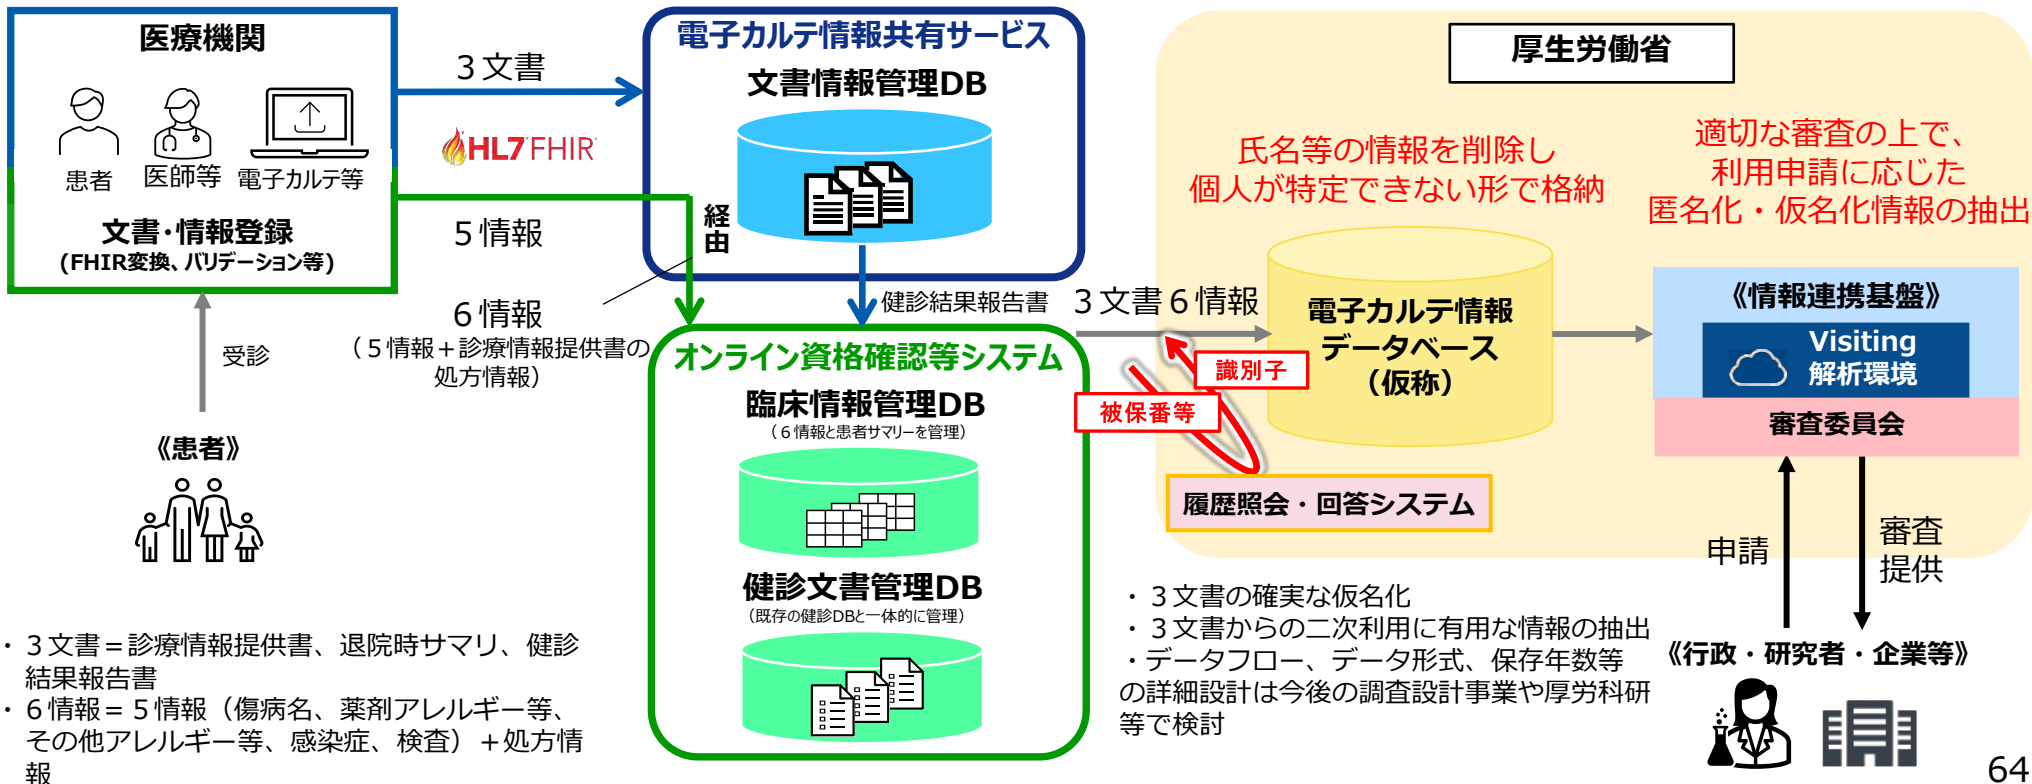 医療機関
患者
医師等
電子カルテ等
文書・情報登録
(FHIR変換、バリデーション等)
受診
《患者》
3文書
HL7 FHIR
5情報
6情報
(5情報+診療情報提供書の
処方情報)
電子カルテ情報共有サービス
文書情報管理DB
経由
健診結果報告書
オンライン資格確認等システム
臨床情報管理DB
(6情報と患者サマリーを管理)
健診文書管理DB
(既存の健診DBと一体的に管理)
3文書6情報
識別子
被保番等
履歴照会・回答システム
厚生労働省
氏名等の情報を削除し
個人が特定できない形で格納
電子カルテ情報
データベース
(仮称)
適切な審査の上で、
利用申請に応じた
匿名化・仮名化情報の抽出
《情報連携基盤》
Visiting
解析環境
審査委員会
申請
審査
提供
《行政・研究者・企業等》
・3文書の確実な仮名化
・3文書からの二次利用に有用な情報の抽出
・データフロー、データ形式、保存年数等
の詳細設計は今後の調査設計事業や厚労科研
等で検討
・3文書=診療情報提供書、退院時サマリ、健診
結果報告書
・6情報=5情報(傷病名、薬剤アレルギー等、
その他アレルギー等、感染症、検査)+処方情
報
64